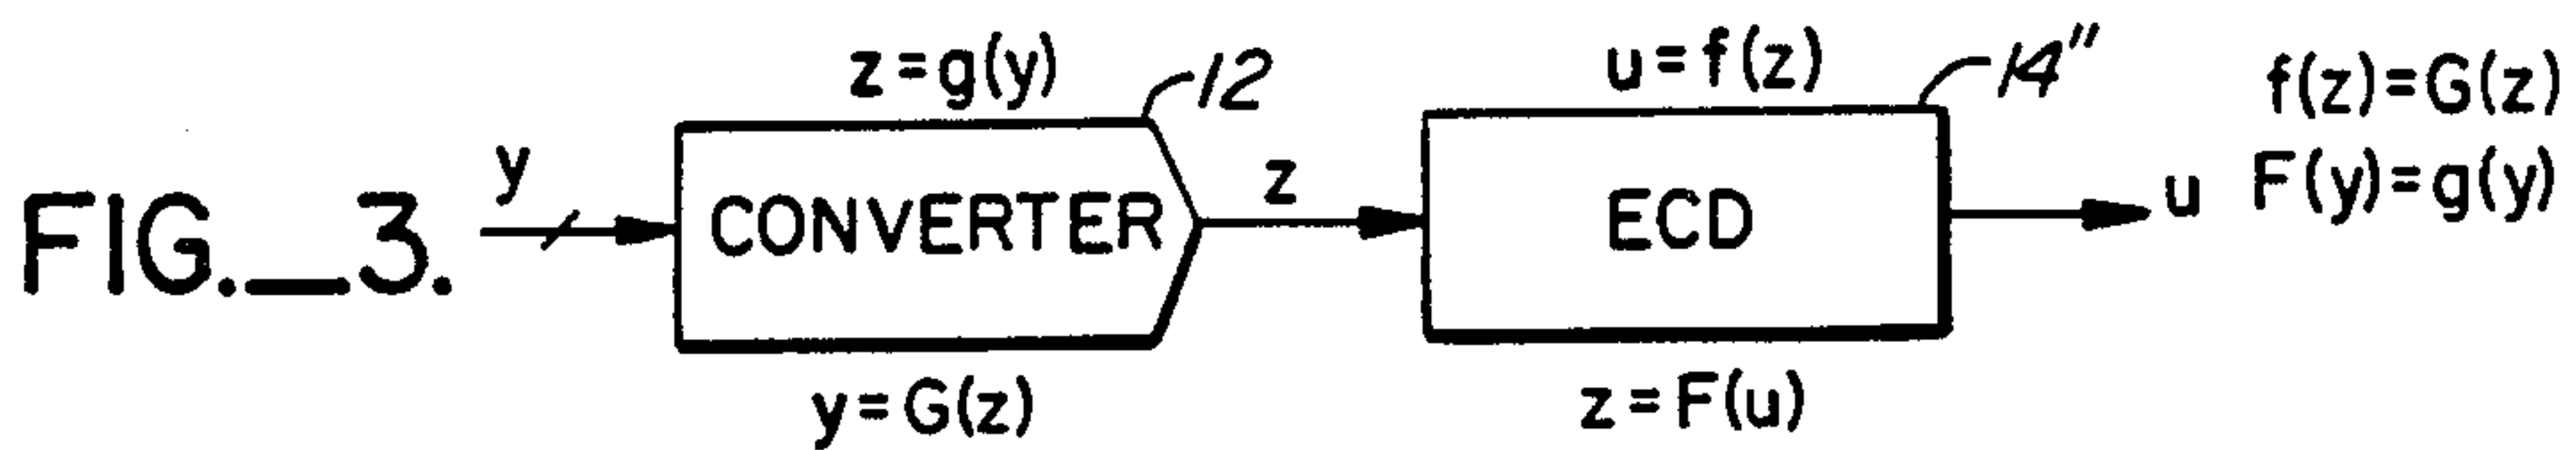 FIG._3.
y
z=g(y)
12
CONVERTER
y=G(z)
z
u=f(z)
14"
ECD
z=F(u)
u
f(z)=G(z)
F(y)=g(y)